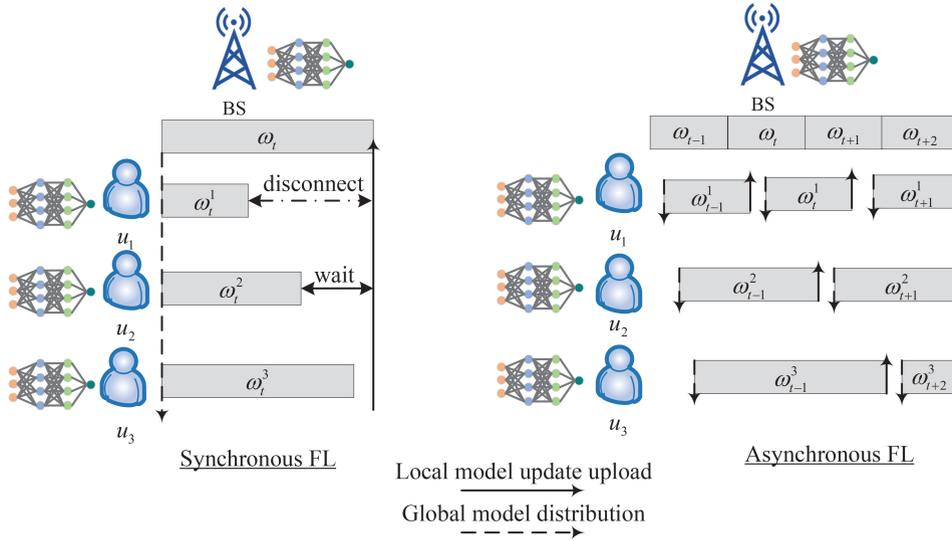 BS
ω_t
disconnect
ω_t^1
u_1
wait
ω_t^2
u_2
ω_t^3
u_3
Synchronous FL
BS
ω_{t-1} ω_t ω_{t+1} ω_{t+2}
ω_{t-1}^1 ω_t^1 ω_{t+1}^1
u_1
ω_{t-1}^2 ω_{t+1}^2
u_2
ω_{t-1}^3 ω_{t+2}^3
u_3
Asynchronous FL
Local model update upload
Global model distribution